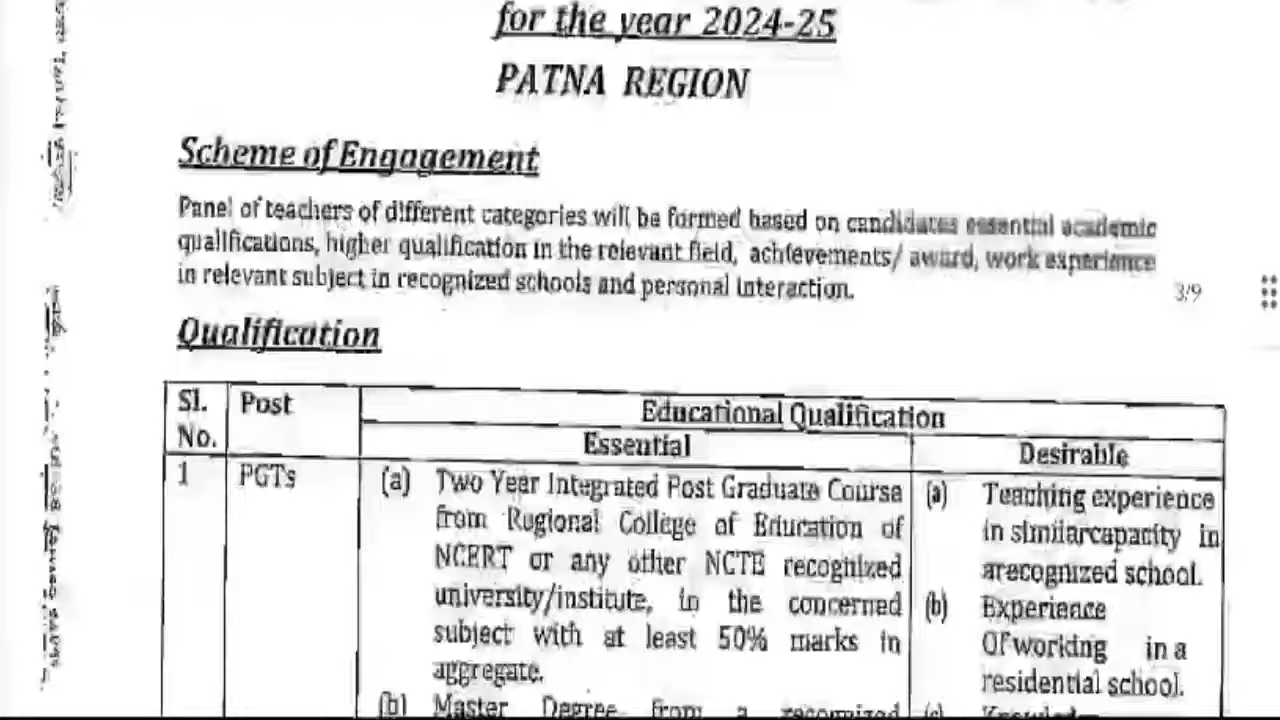 for the year 2024-25
PATNA REGION
Scheme of Engagement
Panel of teachers of different categories will be formed based on candidates essential academic
qualifications, higher qualification in the relevant field, achievements/ award, work experience
in relevant subject in recognized schools and personal interaction.
3/9
Qualification
Sl.
No.
Post
Educational Qualification
Essential
Desirable
1
PGTs
(a) Two Year Integrated Post Graduate Course
from Regional College of Education of
NCERT or any other NCTE recognized
university/institute, in the concerned
subject with at least 50% marks in
aggregate.
(b) Master Degree from a recognized
(a) Teaching experience
in similarcapacity in
arecognized school.
(b) Experience
Ofworking in a
residential school.
(c)